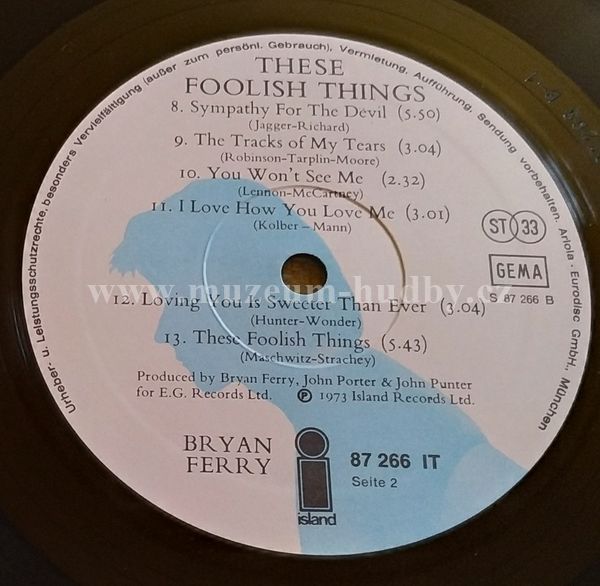 Urheber- u. Leistungsschutzrechte, besonders Vervielfältigung (außer zum persönl. Gebrauch), Vermietung, Aufführung, Sendung vorbehalten. Ariola-Eurodisc GmbH., München
THESE
FOOLISH THINGS
8. Sympathy For The Devil (5.50)
(Jagger-Richard)
9. The Tracks of My Tears (3.04)
(Robinson-Tarplin-Moore)
10. You Won't See Me (2.32)
(Lennon-McCartney)
11. I Love How You Love Me (3.01)
(Kolber-Mann)
ST 33
GEMA
S 87 266 B
www.muzeum-hudby.cz
12. Loving You Is Sweeter Than Ever (3.04)
(Hunter-Wonder)
13. These Foolish Things (5.43)
(Maschwitz-Strachey)
Produced by Bryan Ferry, John Porter & John Punter
for E.G. Records Ltd. ℗ 1973 Island Records Ltd.
BRYAN
FERRY
island
87 266 IT
Seite 2